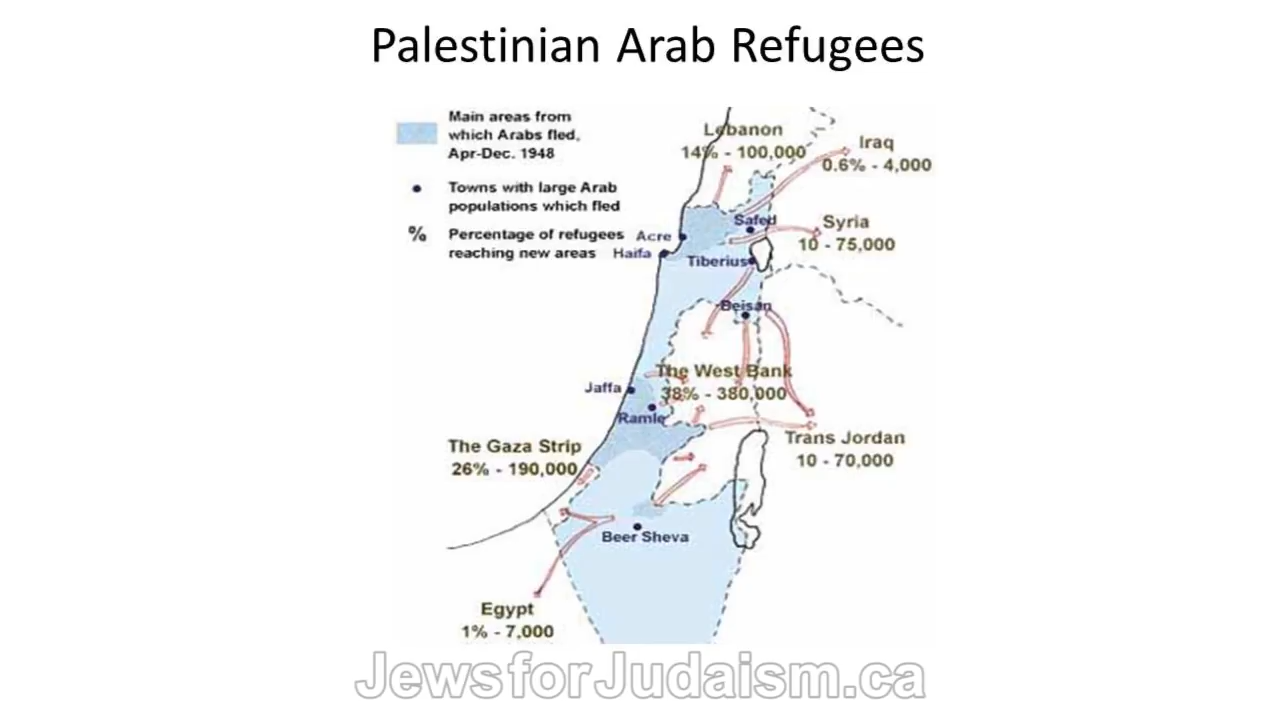 Palestinian Arab Refugees
Main areas from
which Arabs fled,
Apr-Dec. 1948
Towns with large Arab
populations which fled
% Percentage of refugees
reaching new areas
Lebanon
14% - 100,000
Iraq
0.6% - 4,000
Safed
Syria
10 - 75,000
Acre
Haifa
Tiberius
Beisan
The West Bank
38% - 380,000
Jaffa
Ramle
Trans Jordan
10 - 70,000
The Gaza Strip
26% - 190,000
Beer Sheva
Egypt
1% - 7,000
JewsforJudaism.ca